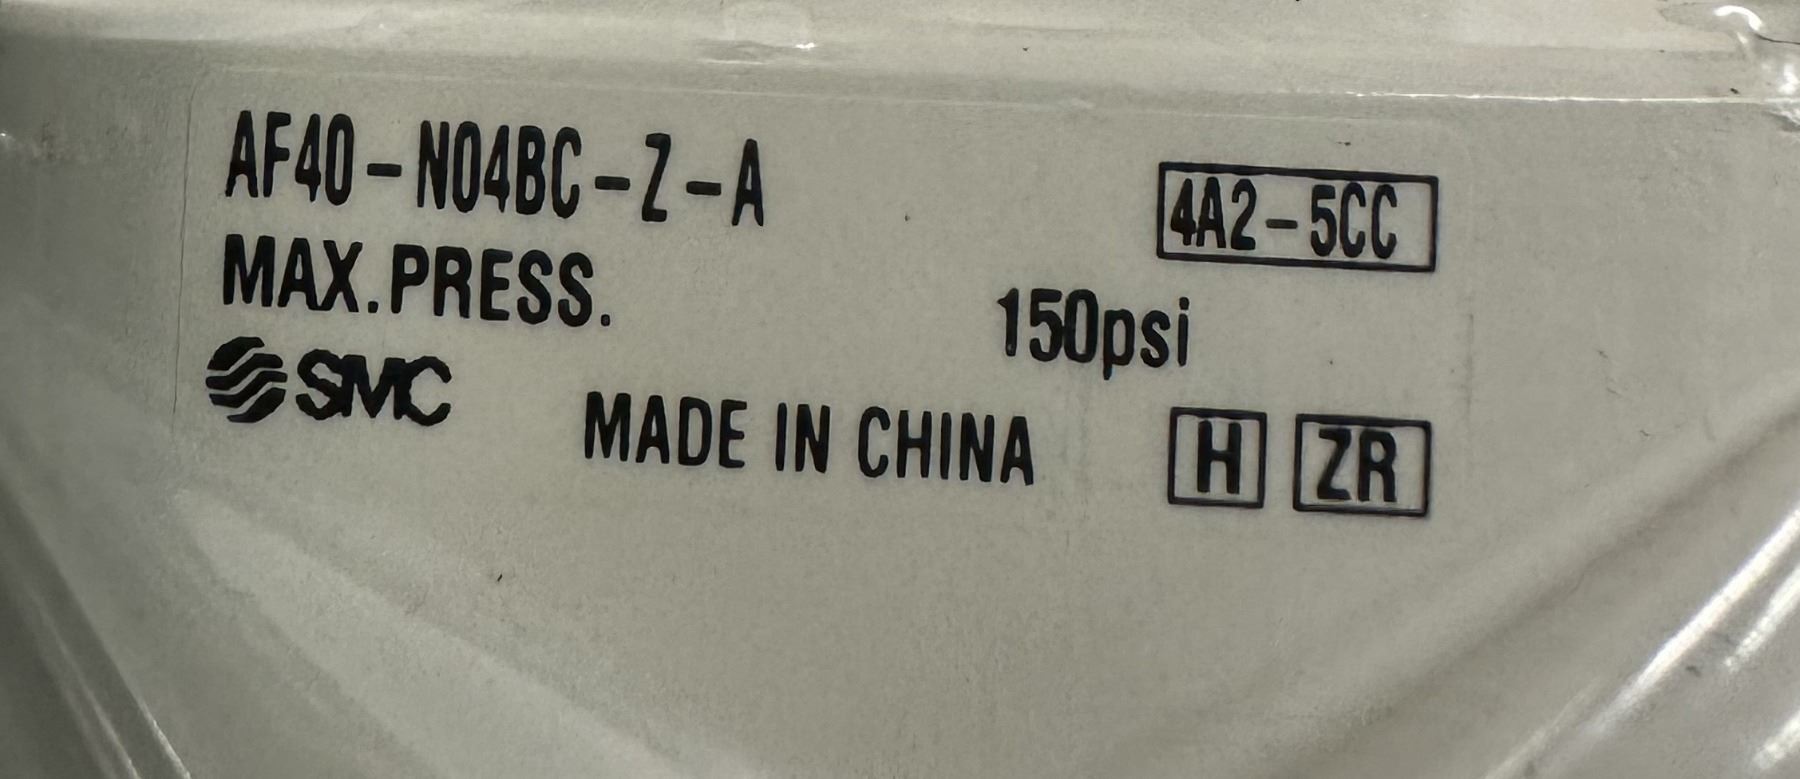 AF40-N04BC-Z-A
4A2-5CC
MAX.PRESS. 150psi
SMC
MADE IN CHINA H ZR